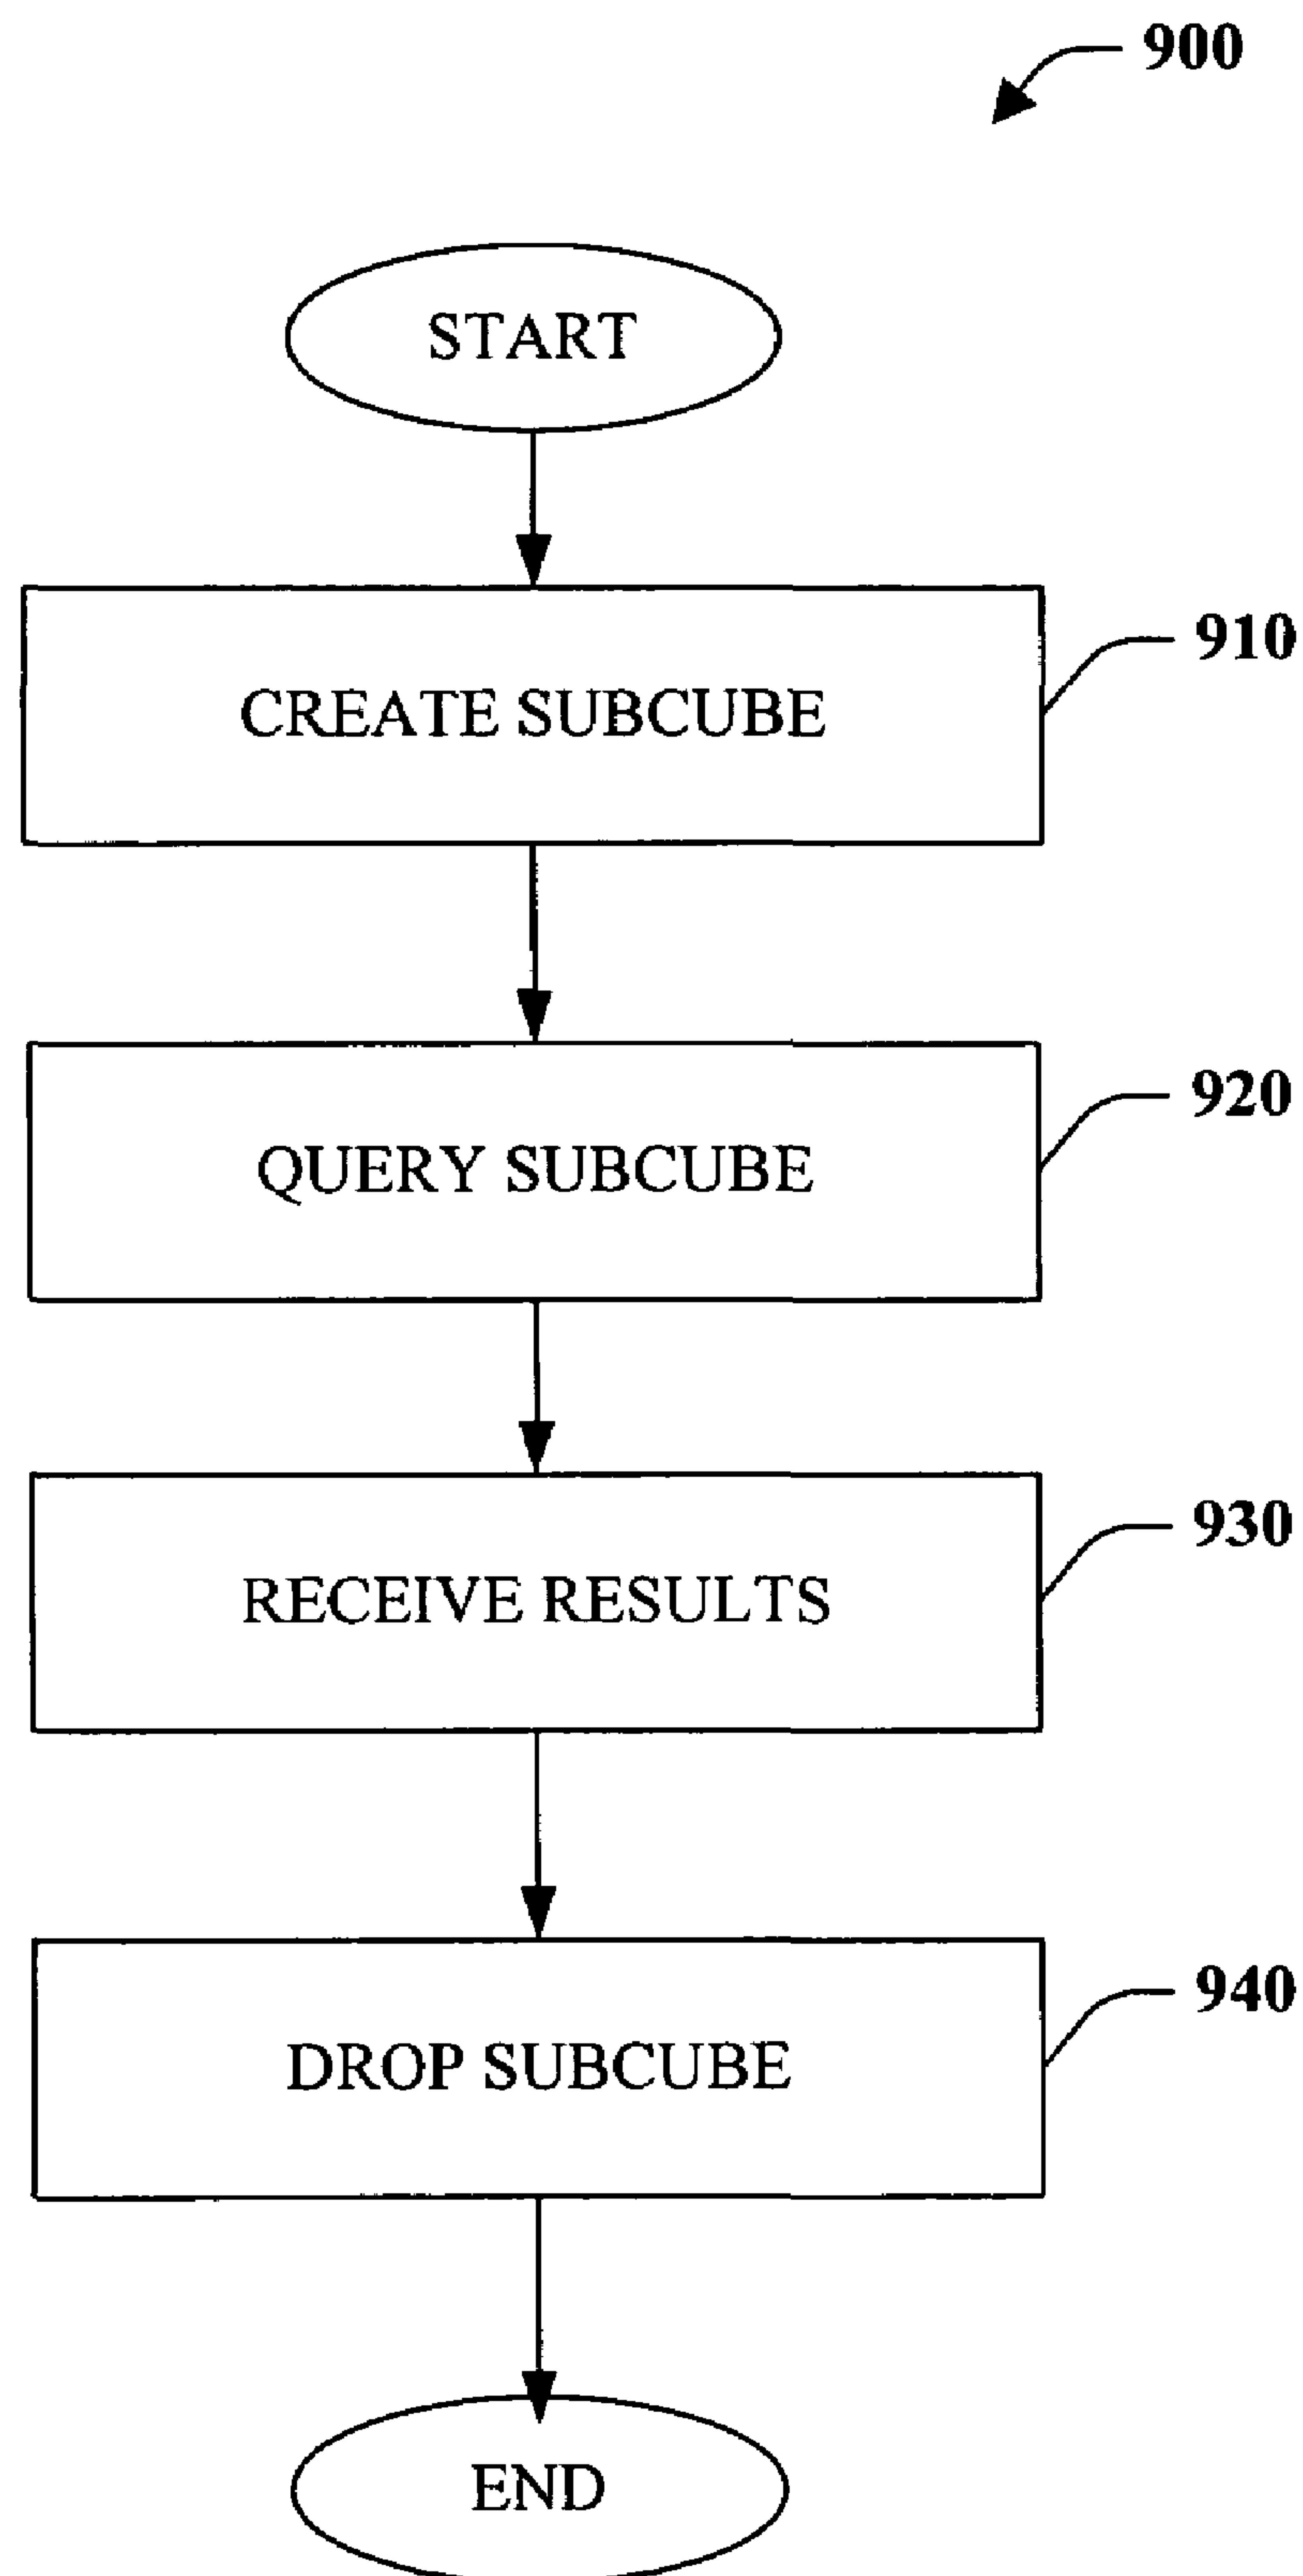 900
START
CREATE SUBCUBE
910
QUERY SUBCUBE
920
RECEIVE RESULTS
930
DROP SUBCUBE
940
END